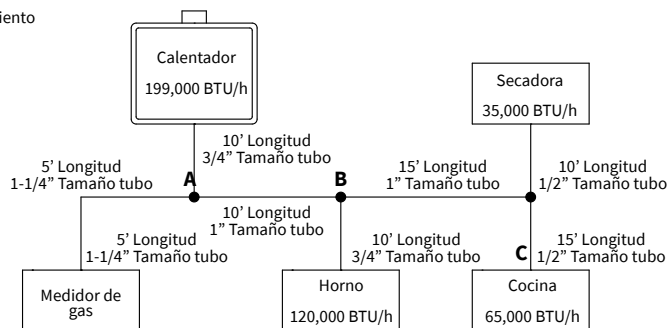 iento
Calentador
199,000 BTU/h
Secadora
35,000 BTU/h
10’ Longitud
3/4” Tamaño tubo
5’ Longitud
1-1/4” Tamaño tubo
A
B
15’ Longitud
1” Tamaño tubo
10’ Longitud
1/2” Tamaño tubo
10’ Longitud
1” Tamaño tubo
5’ Longitud
1-1/4” Tamaño tubo
10’ Longitud
3/4” Tamaño tubo
C
15’ Longitud
1/2” Tamaño tubo
Medidor de
gas
Horno
120,000 BTU/h
Cocina
65,000 BTU/h